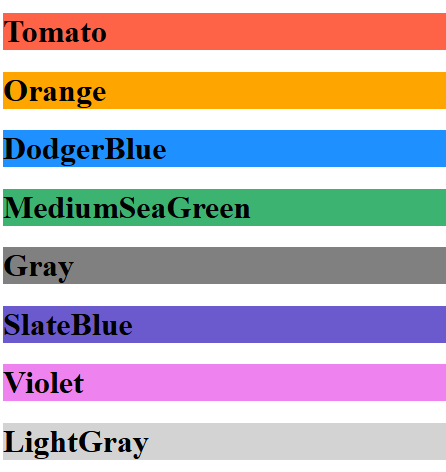 Tomato
Orange
DodgerBlue
MediumSeaGreen
Gray
SlateBlue
Violet
LightGray